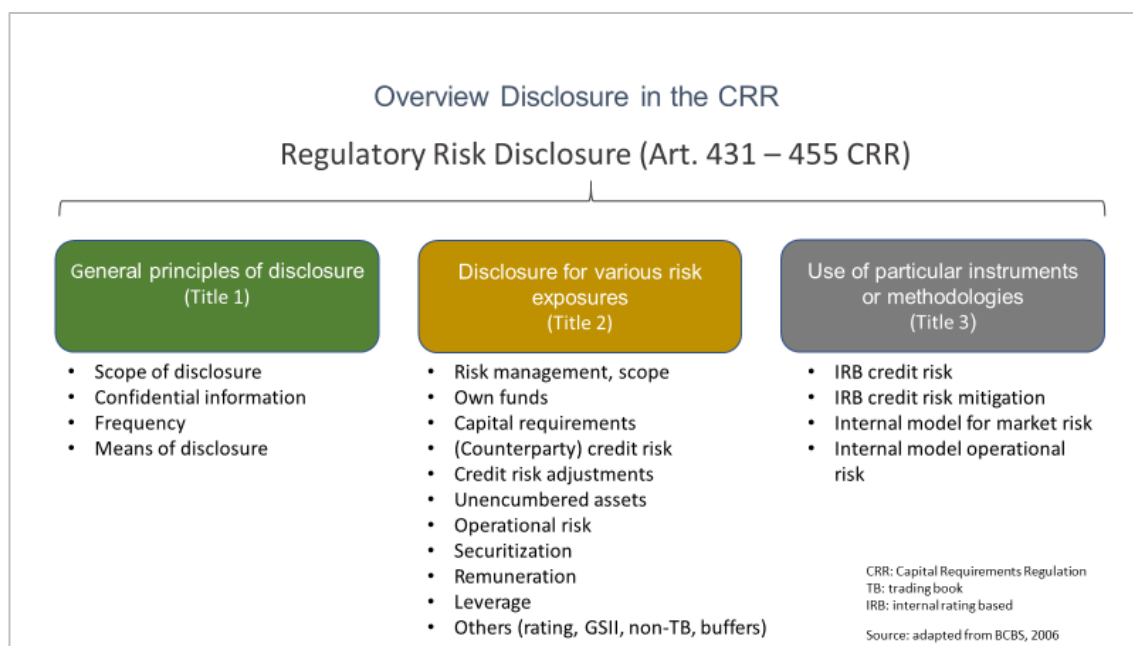 Overview Disclosure in the CRR
Regulatory Risk Disclosure (Art. 431 – 455 CRR)
General principles of disclosure
(Title 1)
• Scope of disclosure
• Confidential information
• Frequency
• Means of disclosure
Disclosure for various risk
exposures
(Title 2)
• Risk management, scope
• Own funds
• Capital requirements
• (Counterparty) credit risk
• Credit risk adjustments
• Unencumbered assets
• Operational risk
• Securitization
• Remuneration
• Leverage
• Others (rating, GSII, non-TB, buffers)
Use of particular instruments
or methodologies
(Title 3)
• IRB credit risk
• IRB credit risk mitigation
• Internal model for market risk
• Internal model operational
risk
CRR: Capital Requirements Regulation
TB: trading book
IRB: internal rating based
Source: adapted from BCBS, 2006